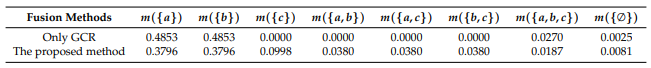 Fusion Methods m({a}) m({b}) m({c}) m({a, b}) m({a, c}) m({b, c}) m({a, b, c}) m({∅})
Only GCR 0.4853 0.4853 0.0000 0.0000 0.0000 0.0000 0.0270 0.0025
The proposed method 0.3796 0.3796 0.0998 0.0380 0.0380 0.0380 0.0187 0.0081